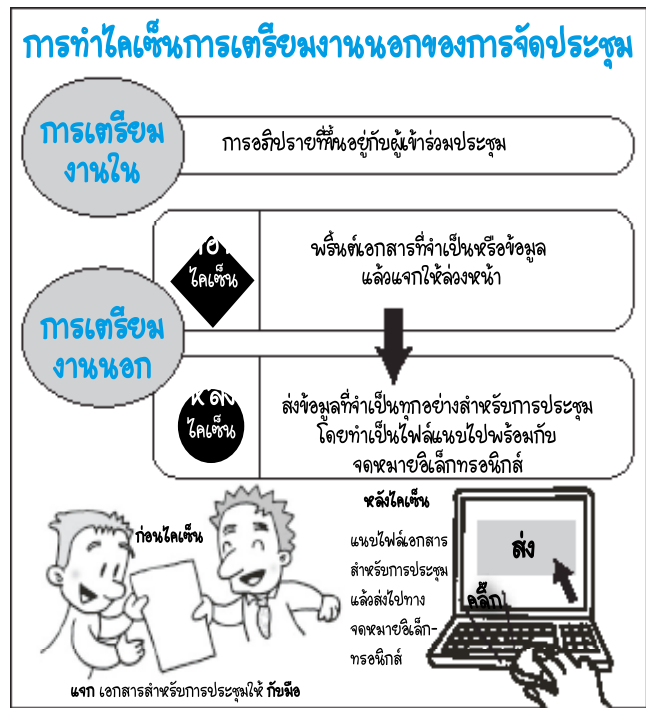 การทำไคเซ็นการเตรียมงานนอกของการจัดประชุม
การเตรียม
งานใน
การอภิปรายที่ขึ้นอยู่กับผู้เข้าร่วมประชุม
ไคเซ็น
พริ้นต์เอกสารที่จำเป็นหรือข้อมูล
แล้วแจกให้ล่วงหน้า
การเตรียม
งานนอก
หลัง
ไคเซ็น
ส่งข้อมูลที่จำเป็นทุกอย่างสำหรับการประชุม
โดยทำเป็นไฟล์แนบไปพร้อมกับ
จดหมายอิเล็กทรอนิกส์
ก่อนไคเซ็น
แจก เอกสารสำหรับการประชุมให้ กับมือ
หลังไคเซ็น
แนบไฟล์เอกสาร
สำหรับการประชุม
แล้วส่งไปทาง
จดหมายอิเล็ก-
ทรอนิกส์
ส่ง
คลิ๊ก